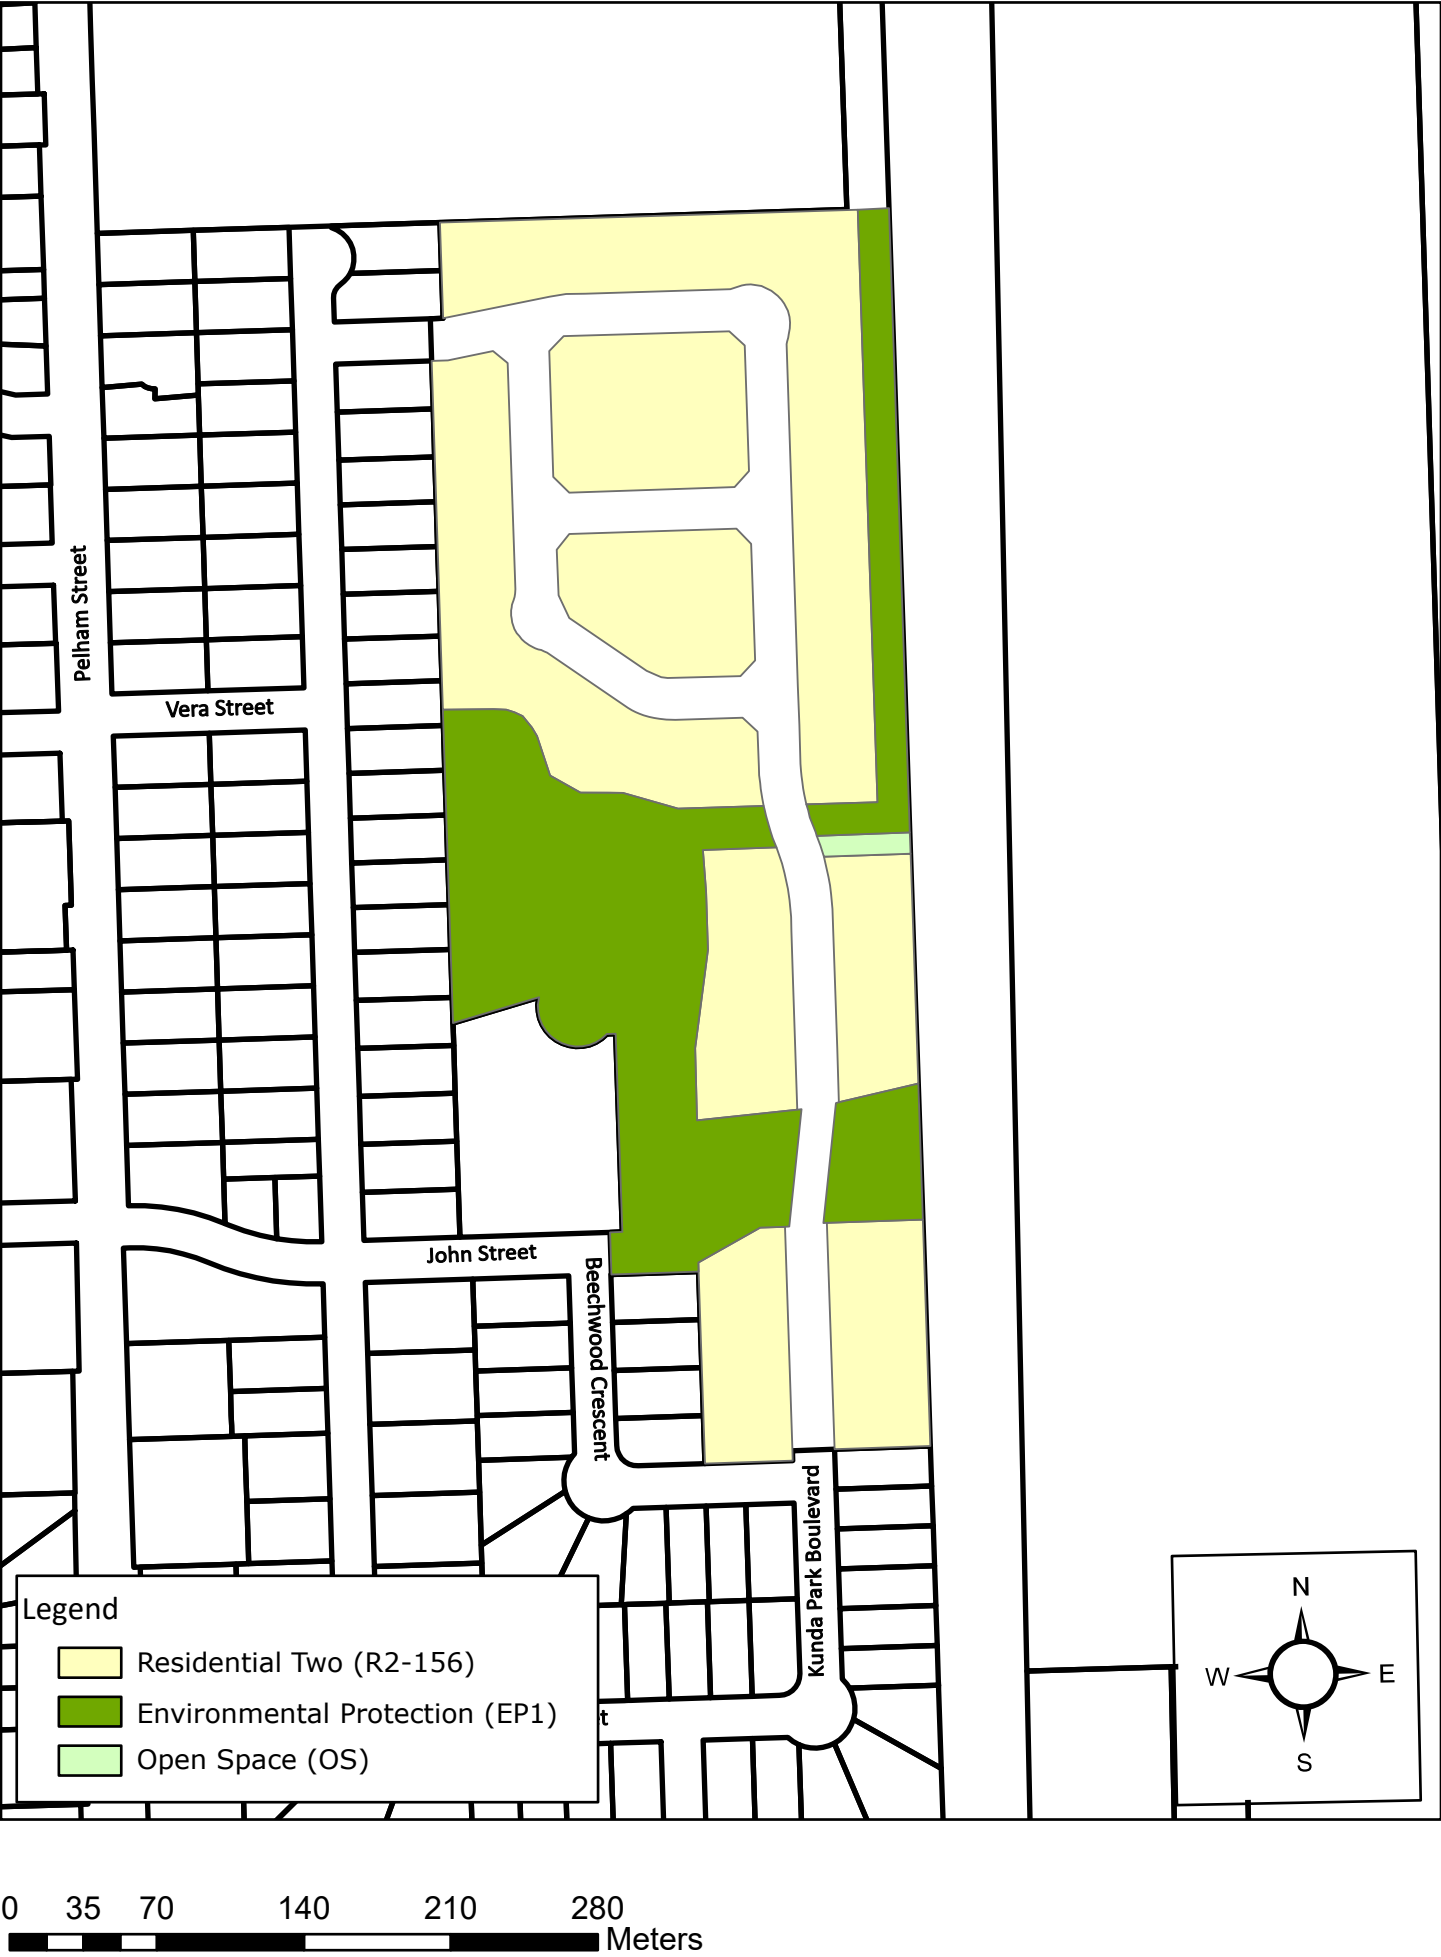 Pelham Street
Vera Street
John Street
Beechwood Crescent
Kunda Park Boulevard
Legend
Residential Two (R2-156)
Environmental Protection (EP1)
Open Space (OS)
N
W
E
S
0 35 70 140 210 280
Meters